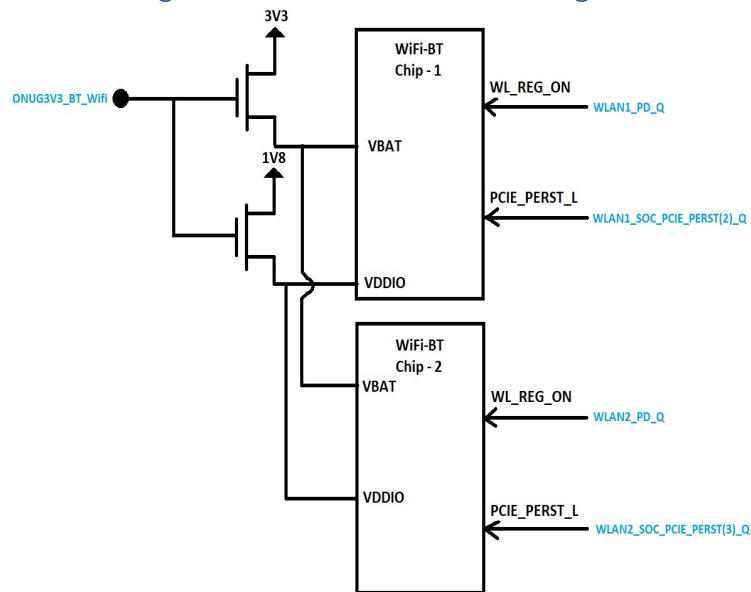 3V3
WiFi-BT
Chip - 1
ONUG3V3_BT_Wifi
WL_REG_ON
WLAN1_PD_Q
VBAT
1V8
PCIE_PERST_L
WLAN1_SOC_PCIE_PERST(2)_Q
VDDIO
WiFi-BT
Chip - 2
VBAT
WL_REG_ON
WLAN2_PD_Q
VDDIO
PCIE_PERST_L
WLAN2_SOC_PCIE_PERST(3)_Q